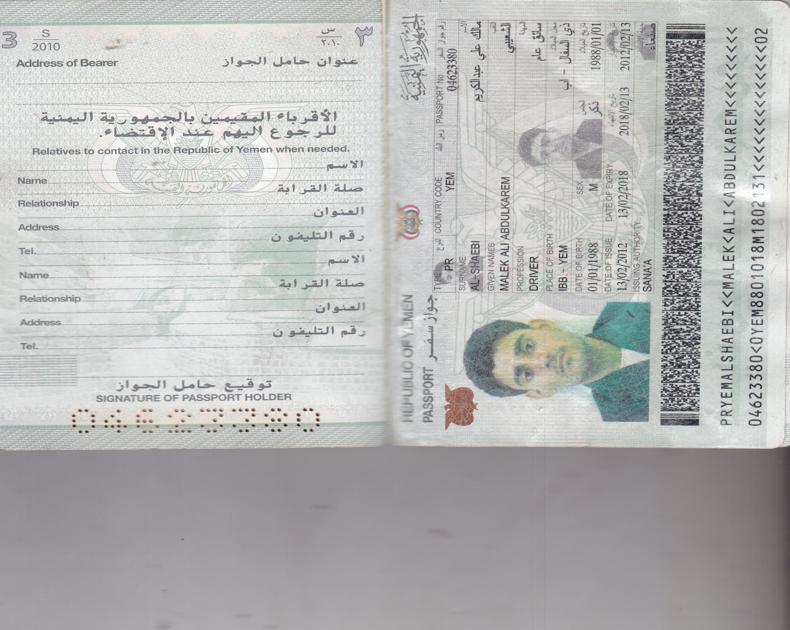 3
S
2010
Address of Bearer
عنوان حامل الجواز
س
٢٠١٠
٣
الأقرباء المقيمين بالجمهورية اليمنية
للرجوع اليهم عند الإقتضاء.
Relatives to contact in the Republic of Yemen when needed.
Name
الاسم
Relationship
صلة القرابة
Address
العنوان
Tel.
رقم التليفون
Name
الاسم
Relationship
صلة القرابة
Address
العنوان
Tel.
رقم التليفون
توقيع حامل الجواز
SIGNATURE OF PASSPORT HOLDER
04623380
REPUBLIC OF YEMEN
الجمهورية اليمنية
PASSPORT جواز سفر
TYPE النوع COUNTRY CODE رمز البلد PASSPORT No رقم جواز السفر
PR YEM 04623380
SURNAME الاسم
AL-SHAEBI مالك علي عبدالكريم
GIVEN NAMES اللقب
MALEK ALI ABDULKAREM الشعيبي
PROFESSION المهنة
DRIVER سائق عام
PLACE OF BIRTH محل الميلاد
IBB - YEM ذي السفال - اب
DATE OF BIRTH SEX الجنس تاريخ الميلاد
01/01/1988 M ذكر 1988/01/01
DATE OF ISSUE DATE OF EXPIRY تاريخ الانتهاء
13/02/2012 13/02/2018 2018/02/13 2012/02/13
ISSUING AUTHORITY
SANA'A صنعاء
PRYEMALSHAEBI<<MALEK<ALI<ABDULKAREM<<<<<<<<<
04623380<0YEM8801018M1802131<<<<<<<<<<<<<<02